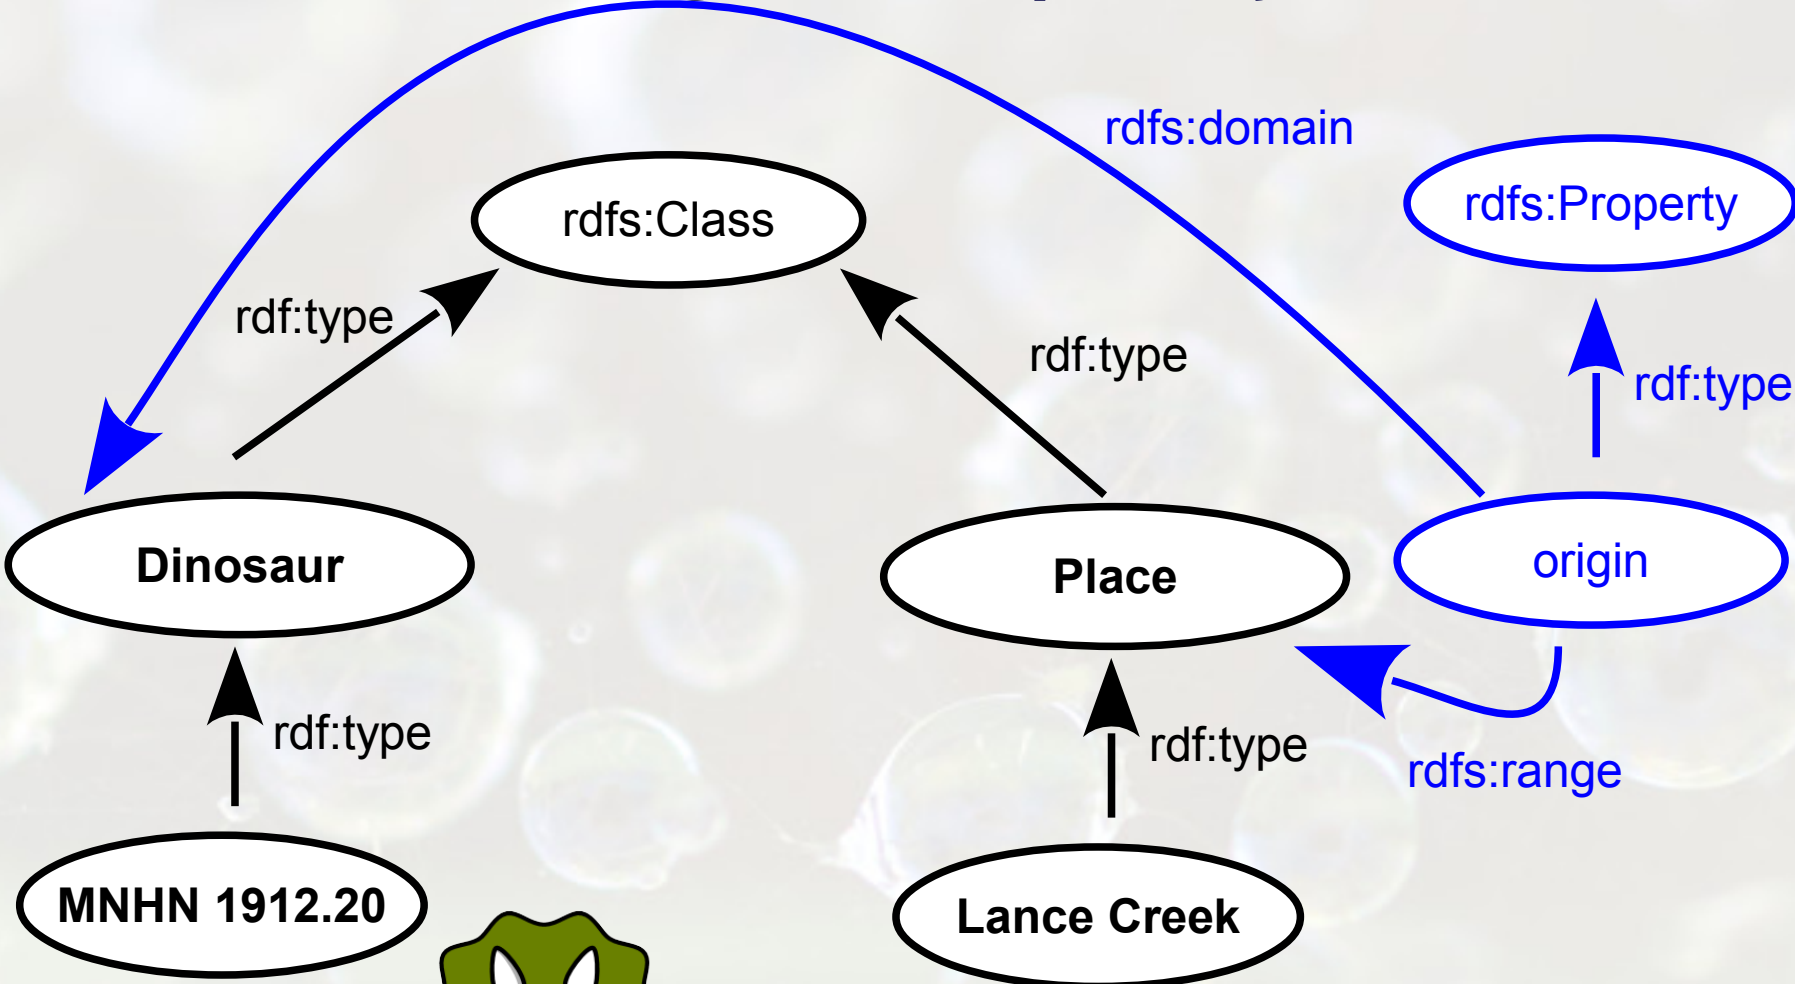 rdfs:domain
rdfs:Class
rdfs:Property
rdf:type
rdf:type
rdf:type
Dinosaur
Place
origin
rdf:type
rdf:type
rdfs:range
MNHN 1912.20
Lance Creek